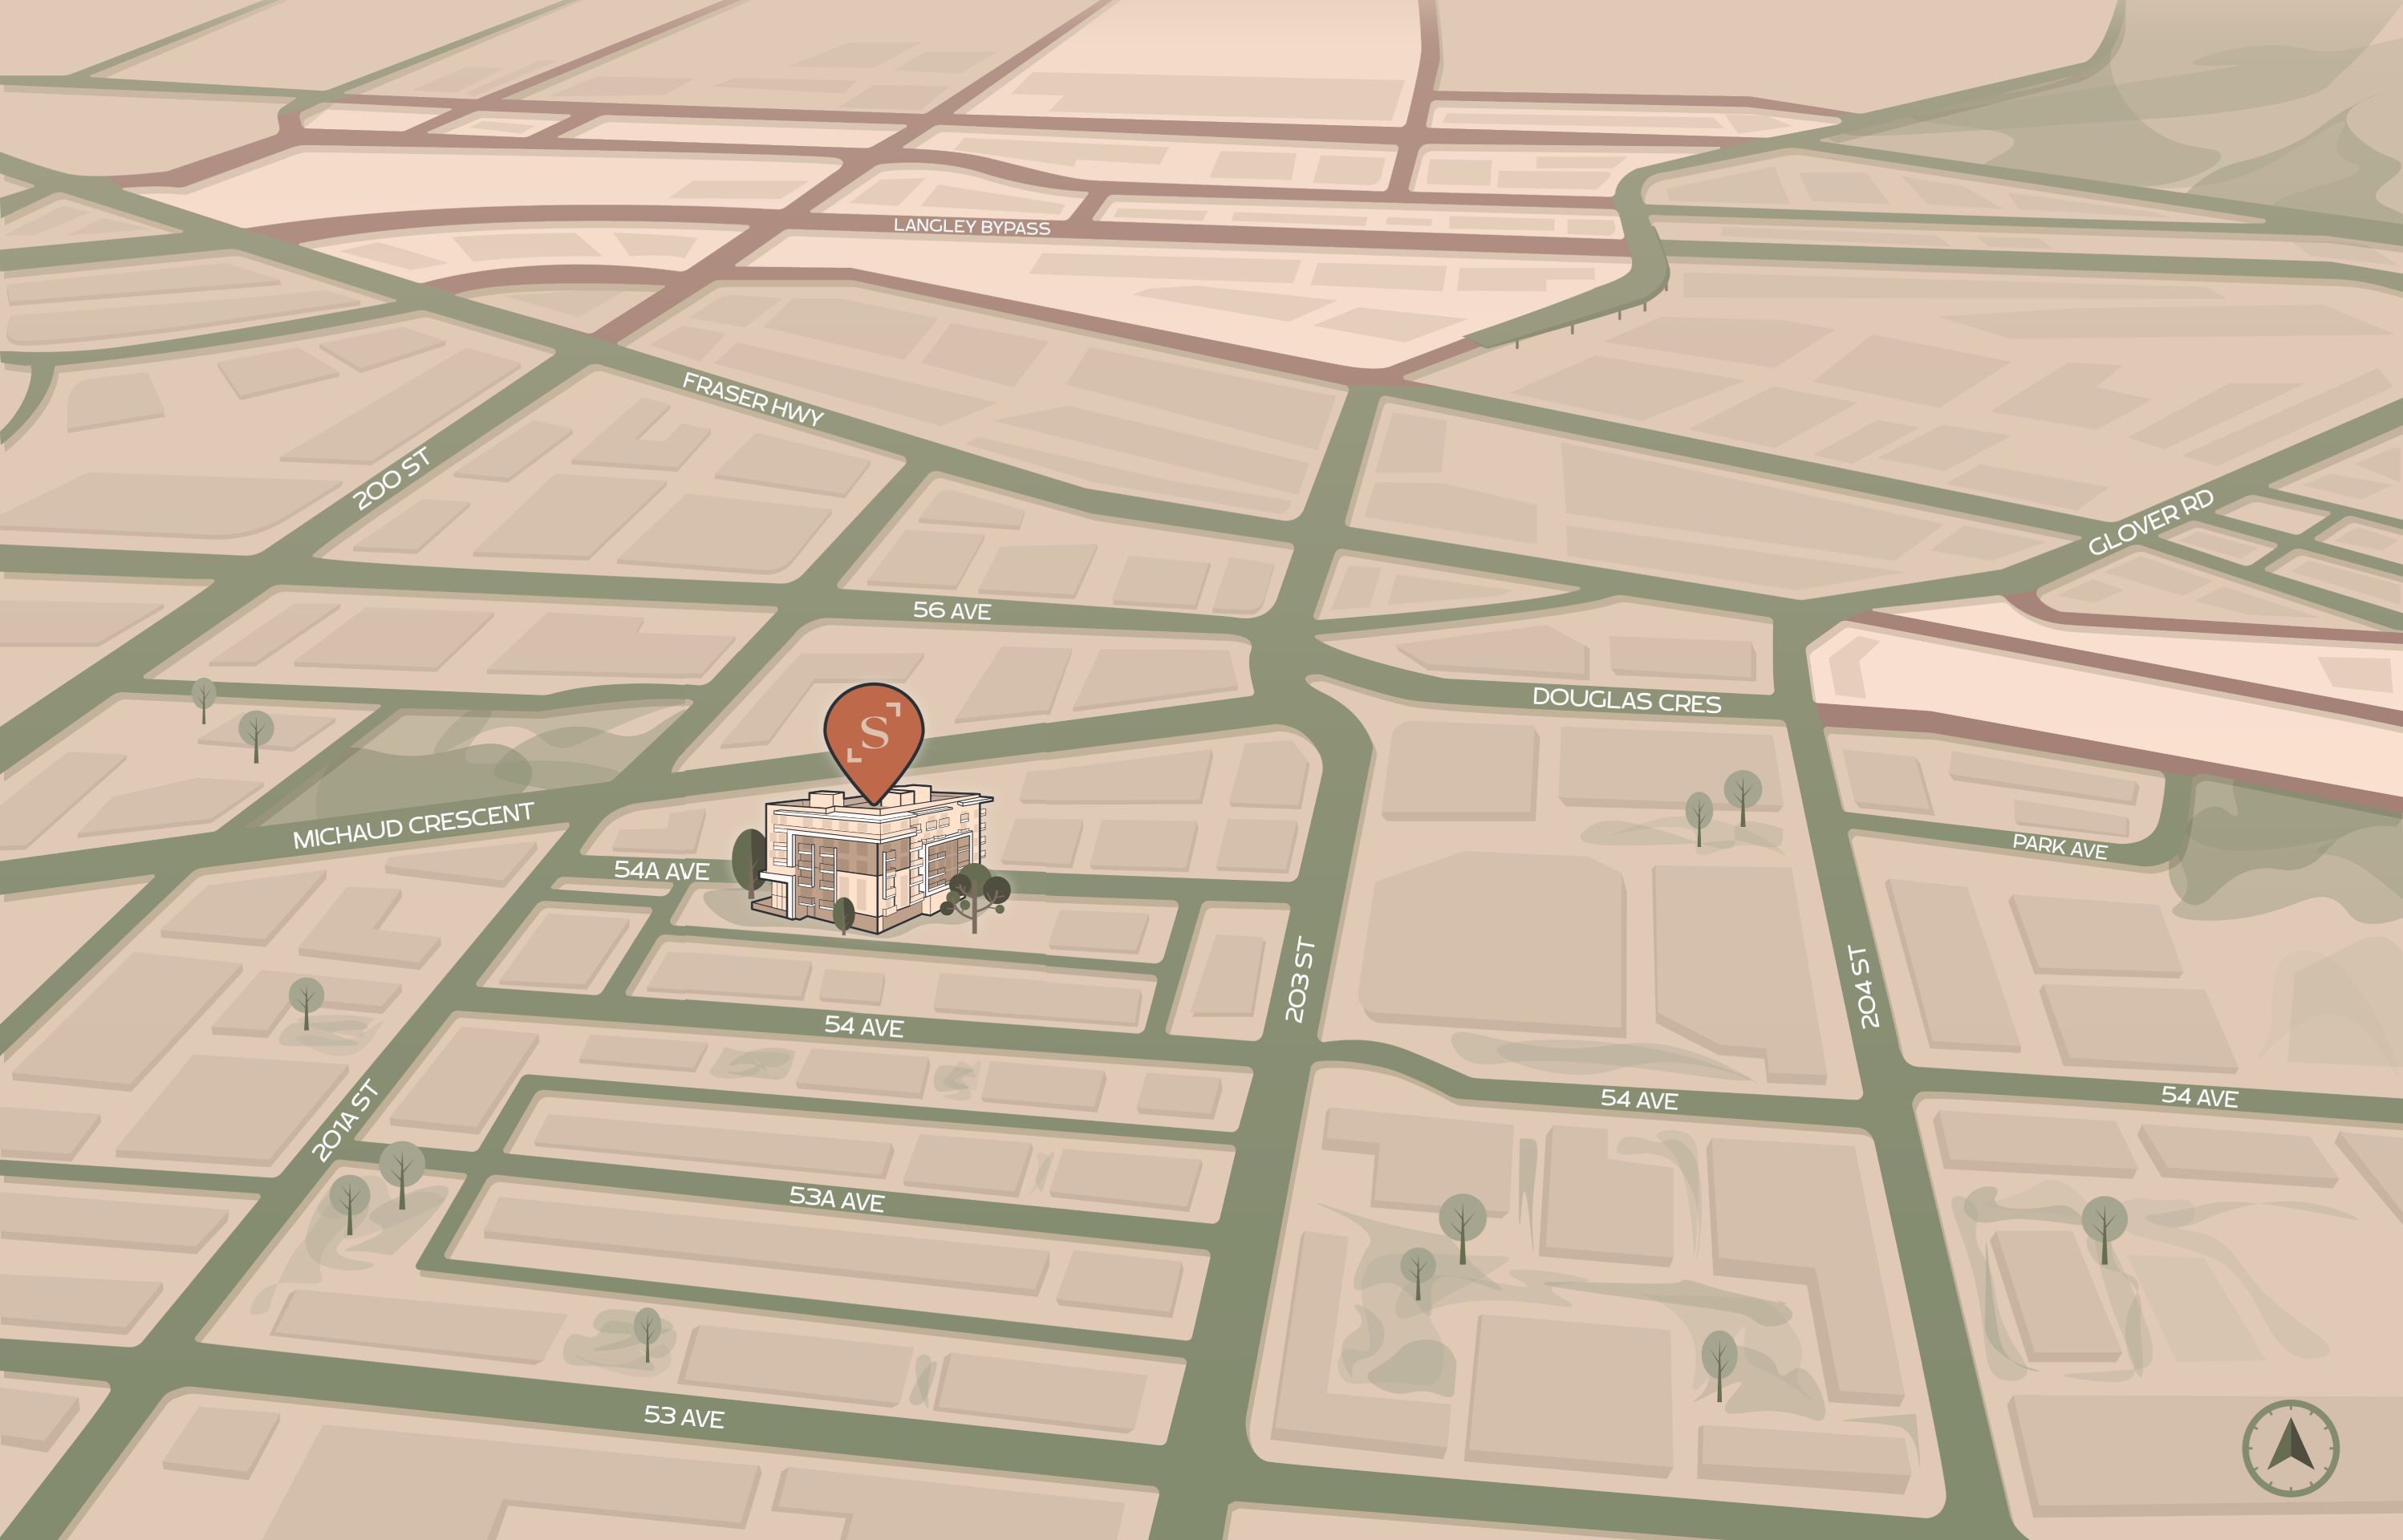 LANGLEY BYPASS
FRASER HWY
200 ST
GLOVER RD
56 AVE
DOUGLAS CRES
S
MICHAUD CRESCENT
PARK AVE
54A AVE
203 ST
204 ST
54 AVE
54 AVE
54 AVE
201A ST
53A AVE
53 AVE